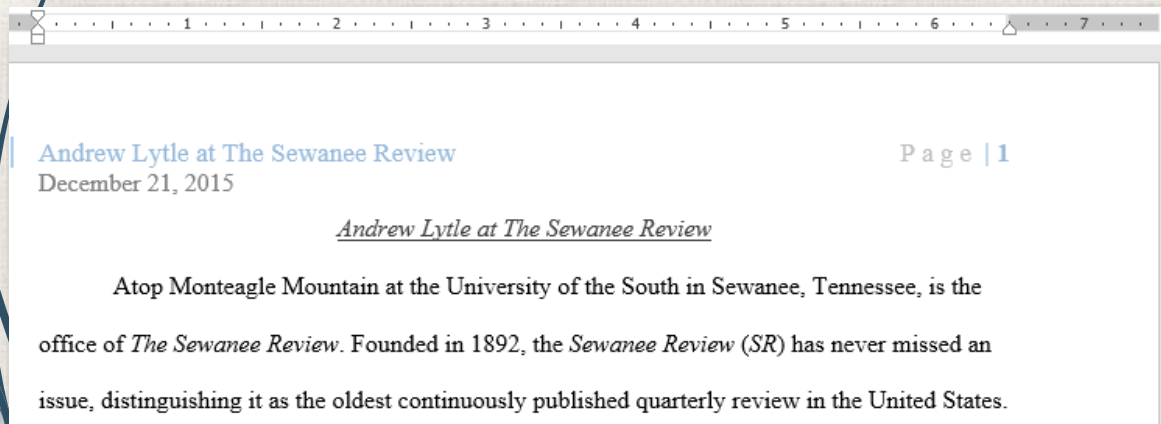 1 2 3 4 5 6 7
Andrew Lytle at The Sewanee Review Page | 1
December 21, 2015
Andrew Lytle at The Sewanee Review
Atop Monteagle Mountain at the University of the South in Sewanee, Tennessee, is the
office of The Sewanee Review. Founded in 1892, the Sewanee Review (SR) has never missed an
issue, distinguishing it as the oldest continuously published quarterly review in the United States.